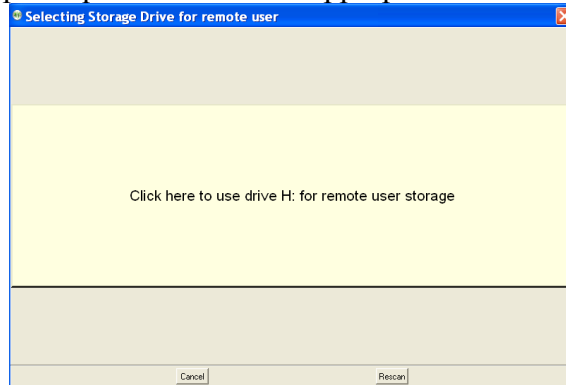 Selecting Storage Drive for remote user
Click here to use drive H: for remote user storage
Cancel Rescan